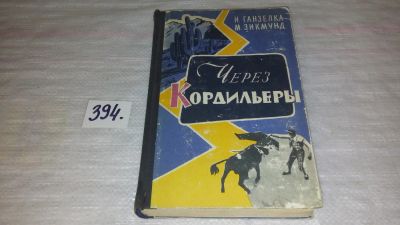 И. ГАНЗЕЛКА-
М. ЗИКМУНД
ЧЕРЕЗ
КОРДИЛЬЕРЫ
394.